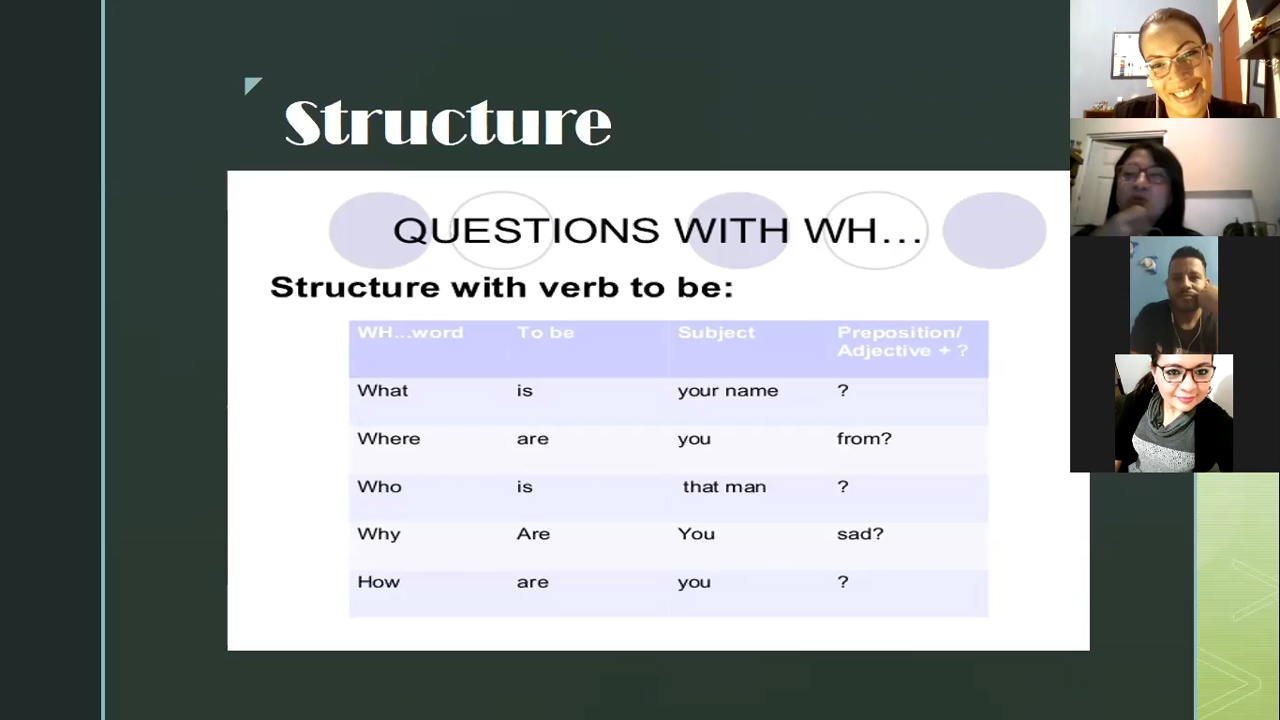 Structure
QUESTIONS WITH WH...
Structure with verb to be:
WH...word To be Subject Preposition/
Adjective + ?
What is your name ?
Where are you from?
Who is that man ?
Why Are You sad?
How are you ?